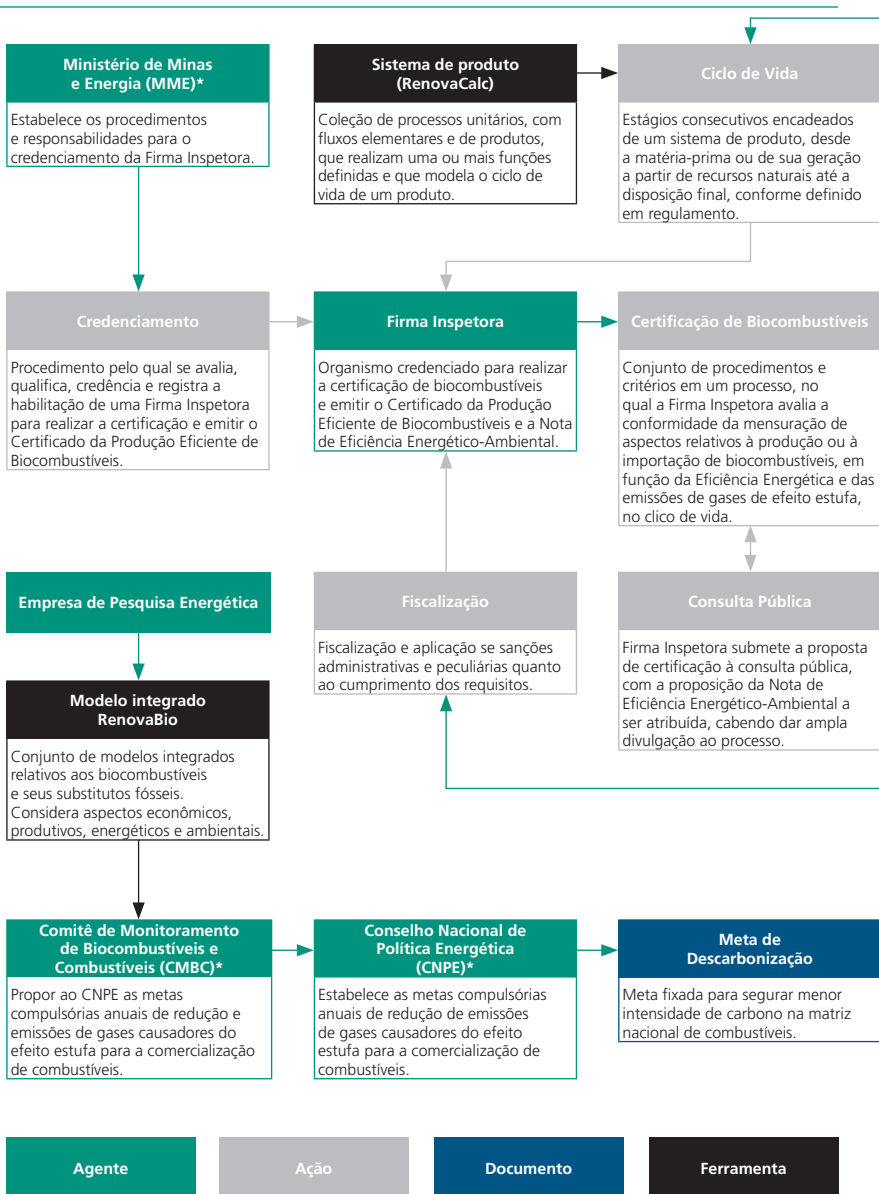 Ministério de Minas
e Energia (MME)*
Estabelece os procedimentos
e responsabilidades para o
credenciamento da Firma Inspetora.
Sistema de produto
(RenovaCalc)
Coleção de processos unitários, com
fluxos elementares e de produtos,
que realizam uma ou mais funções
definidas e que modela o ciclo de
vida de um produto.
Ciclo de Vida
Estágios consecutivos encadeados
de um sistema de produto, desde
a matéria-prima ou de sua geração
a partir de recursos naturais até a
disposição final, conforme definido
em regulamento.
Credenciamento
Procedimento pelo qual se avalia,
qualifica, credência e registra a
habilitação de uma Firma Inspetora
para realizar a certificação e emitir o
Certificado da Produção Eficiente de
Biocombustíveis.
Firma Inspetora
Organismo credenciado para realizar
a certificação de biocombustíveis
e emitir o Certificado da Produção
Eficiente de Biocombustíveis e a Nota
de Eficiência Energético-Ambiental.
Certificação de Biocombustíveis
Conjunto de procedimentos e
critérios em um processo, no
qual a Firma Inspetora avalia a
conformidade da mensuração de
aspectos relativos à produção ou à
importação de biocombustíveis, em
função da Eficiência Energética e das
emissões de gases de efeito estufa,
no clico de vida.
Empresa de Pesquisa Energética
Fiscalização
Fiscalização e aplicação se sanções
administrativas e peculiárias quanto
ao cumprimento dos requisitos.
Consulta Pública
Firma Inspetora submete a proposta
de certificação à consulta pública,
com a proposição da Nota de
Eficiência Energético-Ambiental a
ser atribuída, cabendo dar ampla
divulgação ao processo.
Modelo integrado
RenovaBio
Conjunto de modelos integrados
relativos aos biocombustíveis
e seus substitutos fósseis.
Considera aspectos econômicos,
produtivos, energéticos e ambientais.
Comitê de Monitoramento
de Biocombustíveis e
Combustíveis (CMBC)*
Propor ao CNPE as metas
compulsórias anuais de redução e
emissões de gases causadores do
efeito estufa para a comercialização
de combustíveis.
Conselho Nacional de
Política Energética
(CNPE)*
Estabelece as metas compulsórias
anuais de redução de emissões
de gases causadores do efeito
estufa para a comercialização de
combustíveis.
Meta de
Descarbonização
Meta fixada para segurar menor
intensidade de carbono na matriz
nacional de combustíveis.
Agente
Ação
Documento
Ferramenta